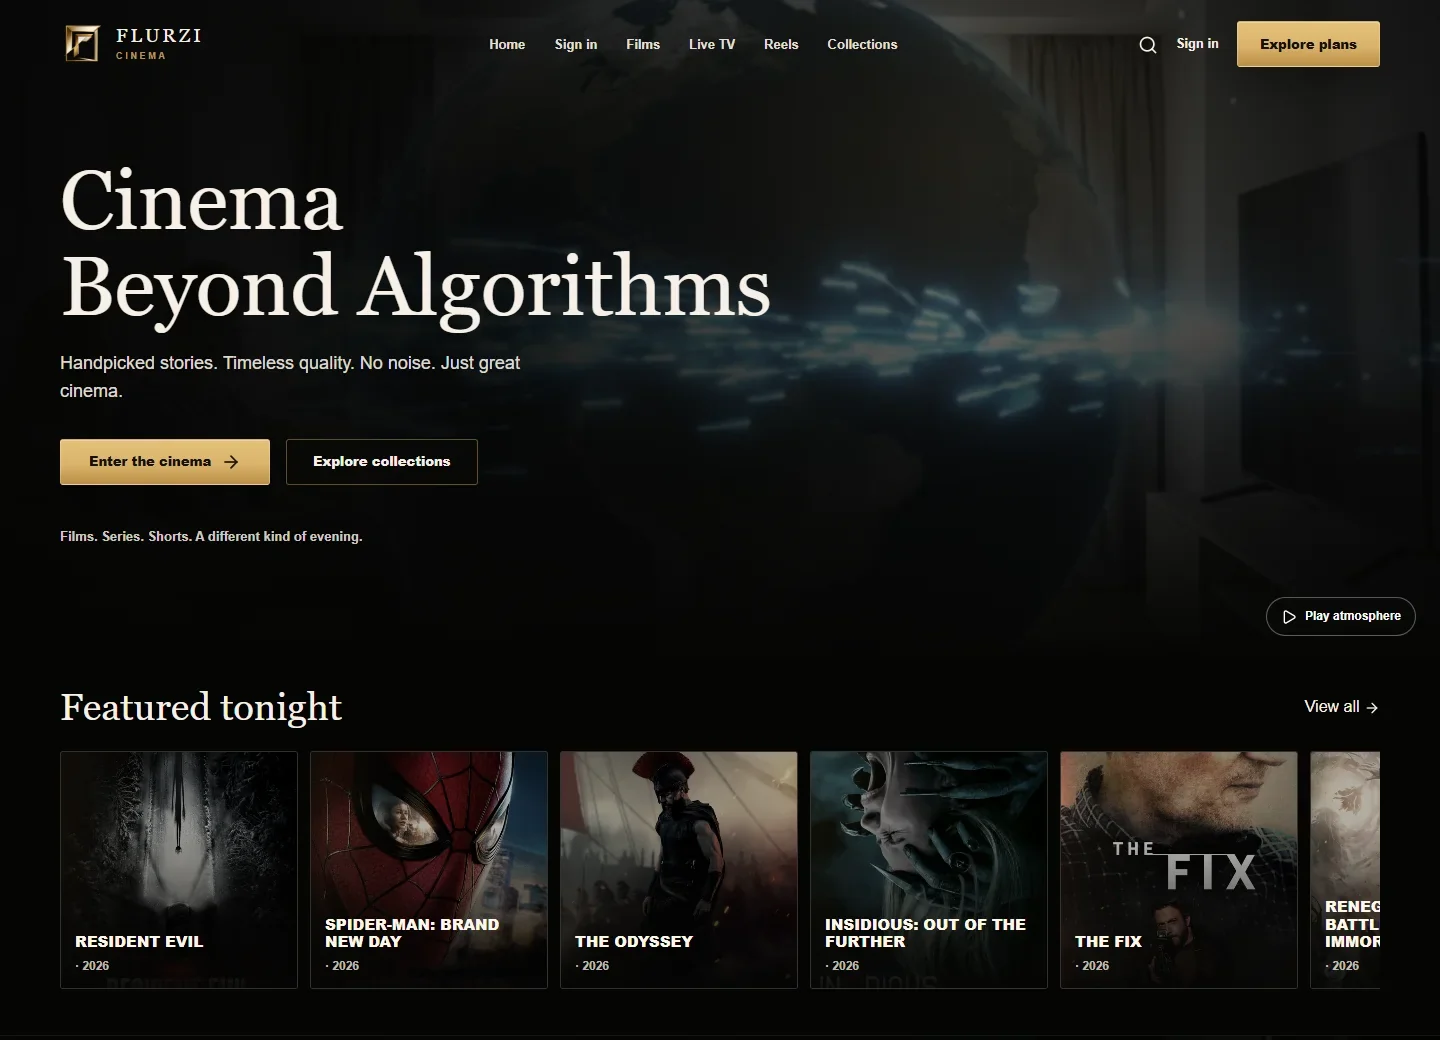 FLURZI
CINEMA
Home Sign in Films Live TV Reels Collections
Sign in
Explore plans
Cinema
Beyond Algorithms
Handpicked stories. Timeless quality. No noise. Just great
cinema.
Enter the cinema
Explore collections
Films. Series. Shorts. A different kind of evening.
Play atmosphere
Featured tonight
View all
RESIDENT EVIL
· 2026
SPIDER-MAN: BRAND
NEW DAY
· 2026
THE ODYSSEY
· 2026
INSIDIOUS: OUT OF THE
FURTHER
· 2026
THE
FIX
THE FIX
· 2026
RENEG
BATTL
IMMOR
· 2026